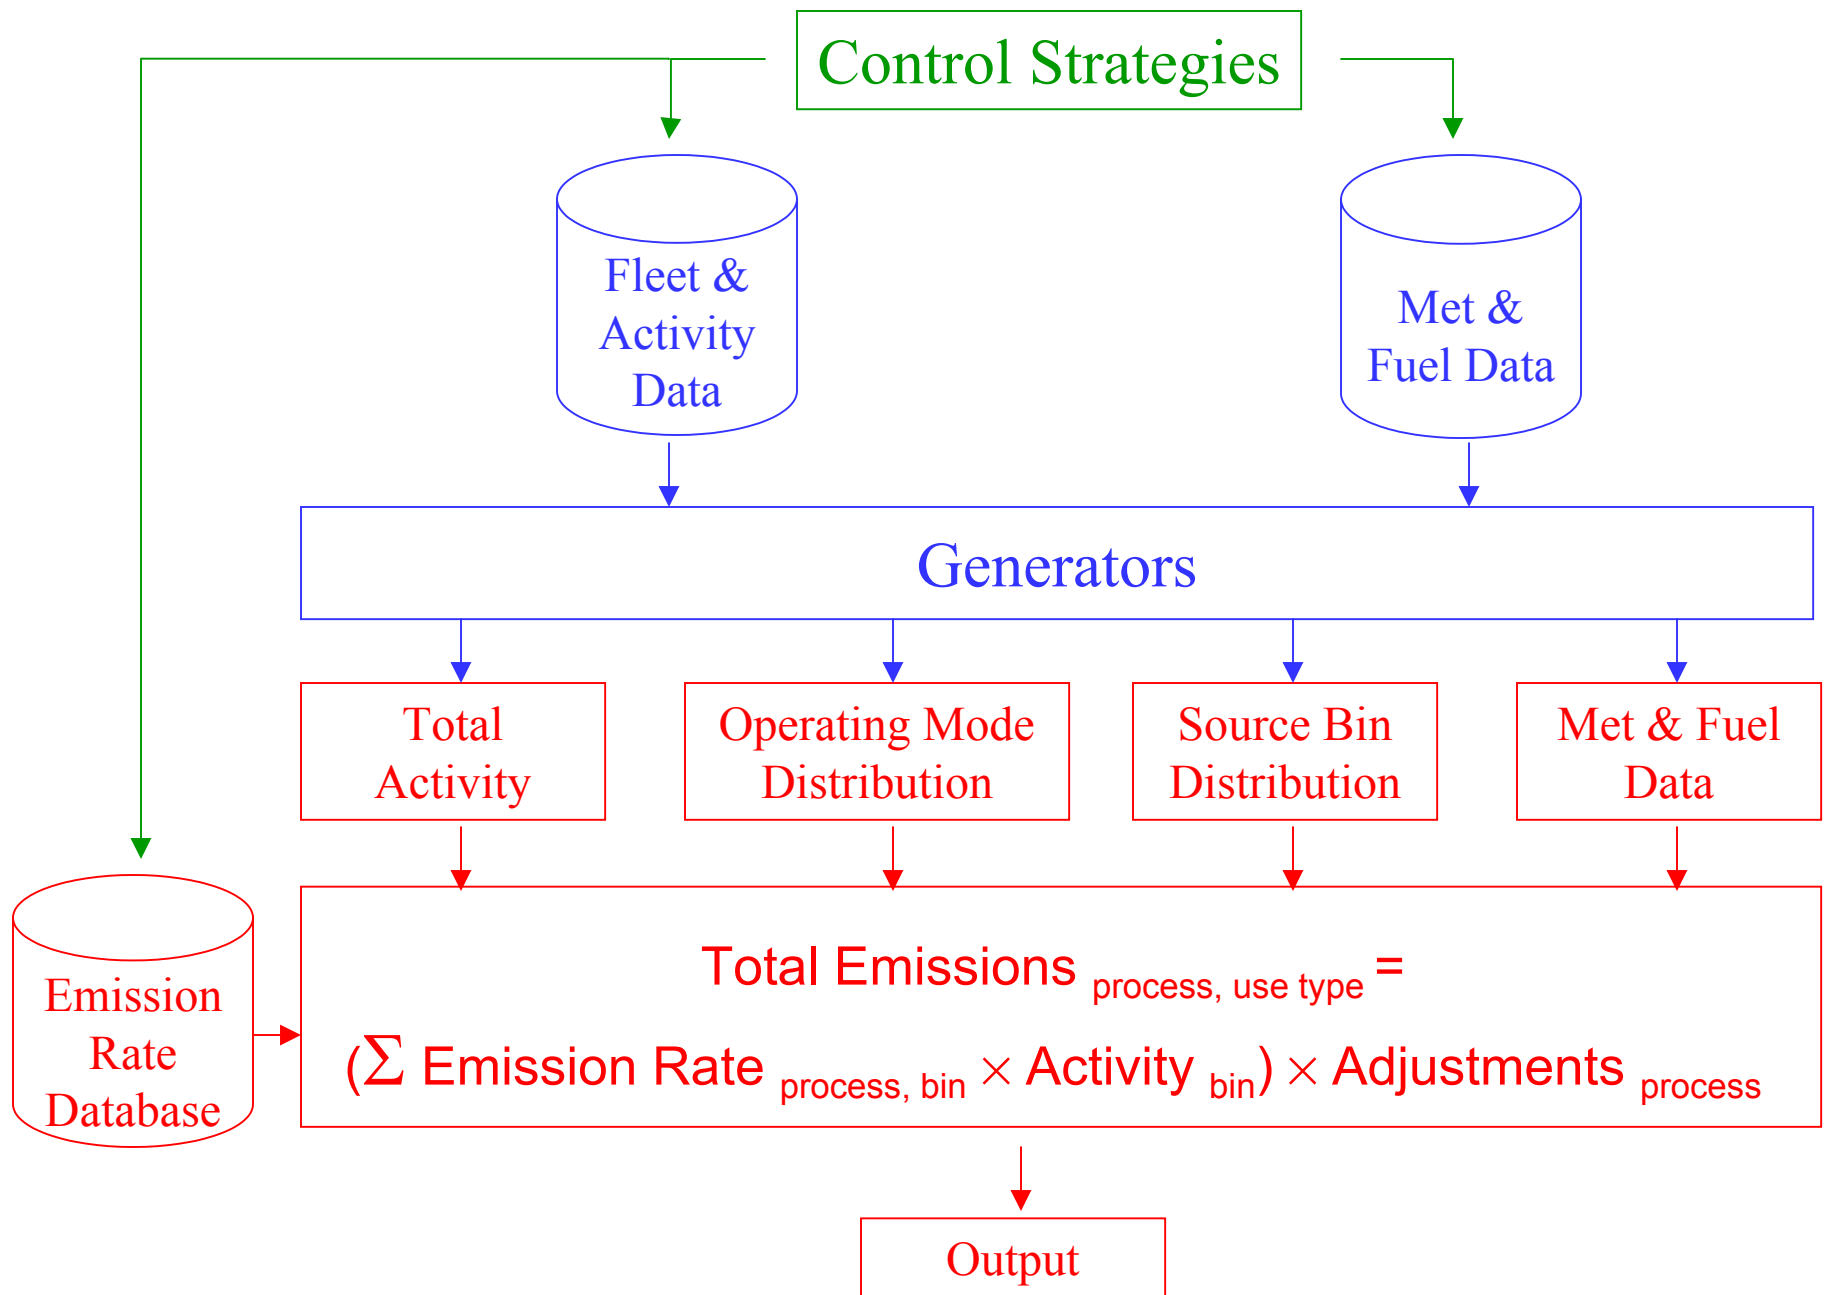 Control Strategies
Fleet &
Activity
Data
Met &
Fuel Data
Generators
Total
Activity
Operating Mode
Distribution
Source Bin
Distribution
Met & Fuel
Data
Emission
Rate
Database
Total Emissions process, use type =
(∑ Emission Rate process, bin × Activity bin) × Adjustments process
Output